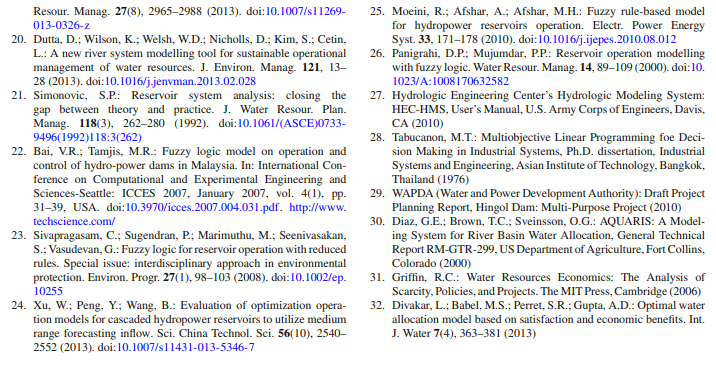 Resour. Manag. 27(8), 2965–2988 (2013). doi:10.1007/s11269-
013-0326-z
20. Dutta, D.; Wilson, K.; Welsh, W.D.; Nicholls, D.; Kim, S.; Cetin,
L.: A new river system modelling tool for sustainable operational
management of water resources. J. Environ. Manag. 121, 13–
28 (2013). doi:10.1016/j.jenvman.2013.02.028
21. Simonovic, S.P.: Reservoir system analysis: closing the
gap between theory and practice. J. Water Resour. Plan.
Manag. 118(3), 262–280 (1992). doi:10.1061/(ASCE)0733-
9496(1992)118:3(262)
22. Bai, V.R.; Tamjis, M.R.: Fuzzy logic model on operation and
control of hydro-power dams in Malaysia. In: International Con-
ference on Computational and Experimental Engineering and
Sciences-Seattle: ICCES 2007, January 2007, vol. 4(1), pp.
31–39, USA. doi:10.3970/icces.2007.004.031.pdf. http://www.
techscience.com/
23. Sivapragasam, C.; Sugendran, P.; Marimuthu, M.; Seenivasakan,
S.; Vasudevan, G.: Fuzzy logic for reservoir operation with reduced
rules. Special issue: interdisciplinary approach in environmental
protection. Environ. Progr. 27(1), 98–103 (2008). doi:10.1002/ep.
10255
24. Xu, W.; Peng, Y.; Wang, B.: Evaluation of optimization opera-
tion models for cascaded hydropower reservoirs to utilize medium
range forecasting inflow. Sci. China Technol. Sci. 56(10), 2540–
2552 (2013). doi:10.1007/s11431-013-5346-7
25. Moeini, R.; Afshar, A.; Afshar, M.H.: Fuzzy rule-based model
for hydropower reservoirs operation. Electr. Power Energy
Syst. 33, 171–178 (2010). doi:10.1016/j.ijepes.2010.08.012
26. Panigrahi, D.P.; Mujumdar, P.P.: Reservoir operation modelling
with fuzzy logic. Water Resour. Manag. 14, 89–109 (2000). doi:10.
1023/A:1008170632582
27. Hydrologic Engineering Center's Hydrologic Modeling System:
HEC-HMS, User's Manual, U.S. Army Corps of Engineers, Davis,
CA (2010)
28. Tabucanon, M.T.: Multiobjective Linear Programming foe Deci-
sion Making in Industrial Systems, Ph.D. dissertation, Industrial
Systems and Engineering, Asian Institute of Technology, Bangkok,
Thailand (1976)
29. WAPDA (Water and Power Development Authority): Draft Project
Planning Report, Hingol Dam: Multi-Purpose Project (2010)
30. Diaz, G.E.; Brown, T.C.; Sveinsson, O.G.: AQUARIS: A Model-
ing System for River Basin Water Allocation, General Technical
Report RM-GTR-299, US Department of Agriculture, Fort Collins,
Colorado (2000)
31. Griffin, R.C.: Water Resources Economics: The Analysis of
Scarcity, Policies, and Projects. The MIT Press, Cambridge (2006)
32. Divakar, L.; Babel, M.S.; Perret, S.R.; Gupta, A.D.: Optimal water
allocation model based on satisfaction and economic benefits. Int.
J. Water 7(4), 363–381 (2013)